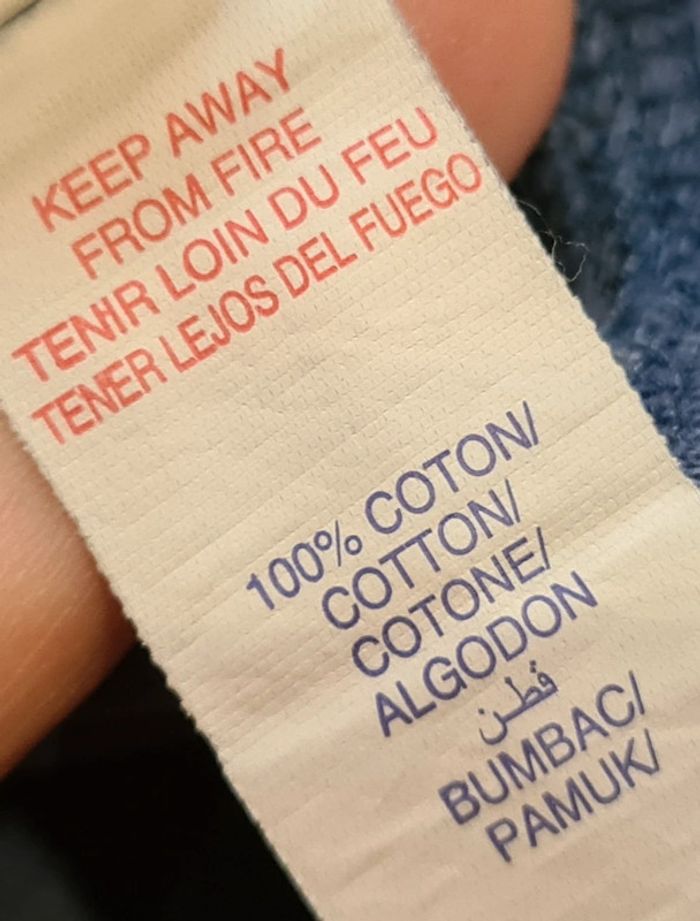 KEEP AWAY
FROM FIRE
TENIR LOIN DU FEU
TENER LEJOS DEL FUEGO
100% COTON/
COTTON/
COTONE/
ALGODON
قطن
BUMBAC/
PAMUK/